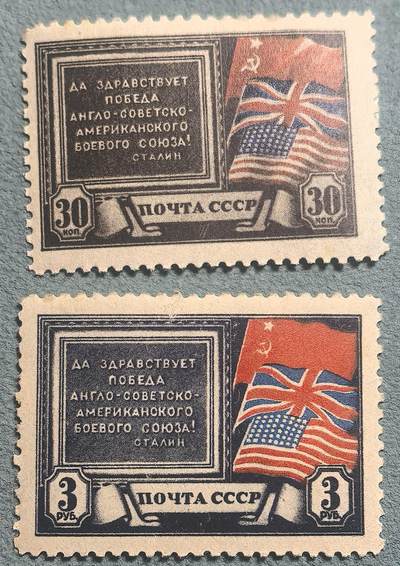 ДА ЗДРАВСТВУЕТ
ПОБЕДА
АНГЛО-СОВЕТСКО-
АМЕРИКАНСКОГО
БОЕВОГО СОЮЗА!
СТАЛИН
30 КОП.
ПОЧТА СССР
30 КОП.
ДА ЗДРАВСТВУЕТ
ПОБЕДА
АНГЛО-СОВЕТСКО-
АМЕРИКАНСКОГО
БОЕВОГО СОЮЗА!
СТАЛИН
3 РУБ.
ПОЧТА СССР
3 РУБ.